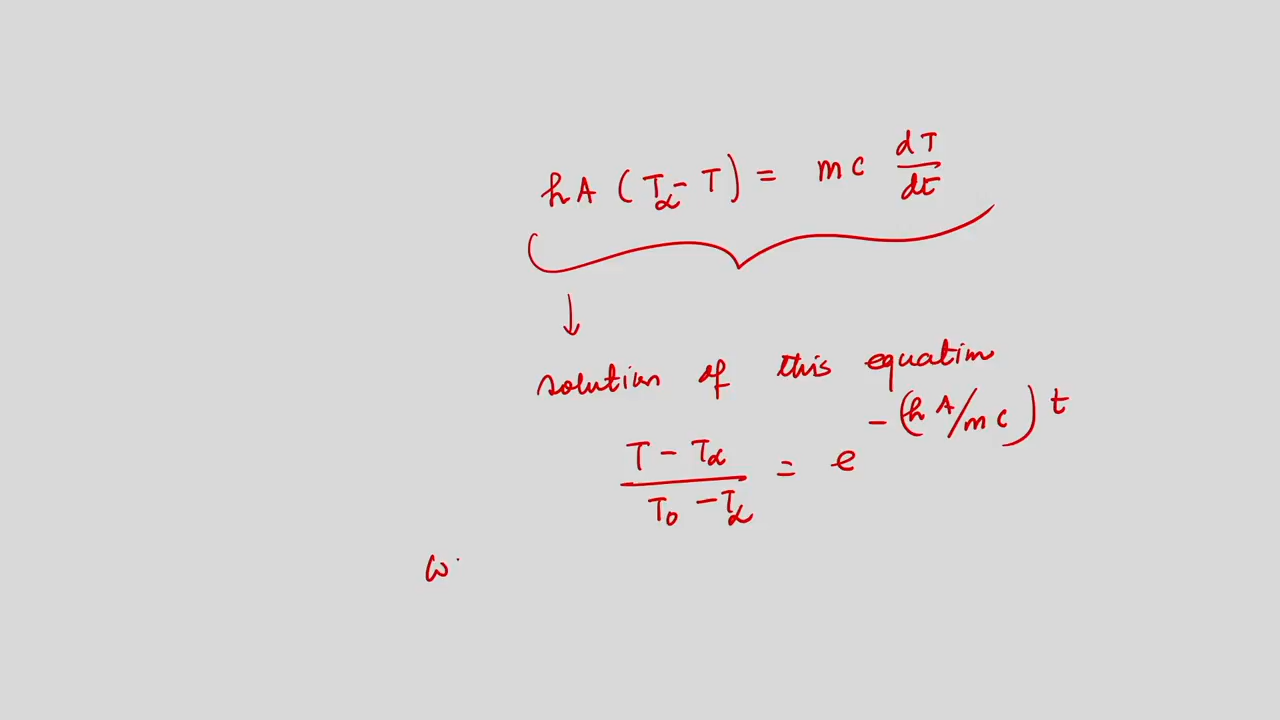 hA (T∝ - T) = mc dT/dt
↓
solution of this equation
(T - T∝)/(T₀ - T∝) = e^(-(hA/mc)t)